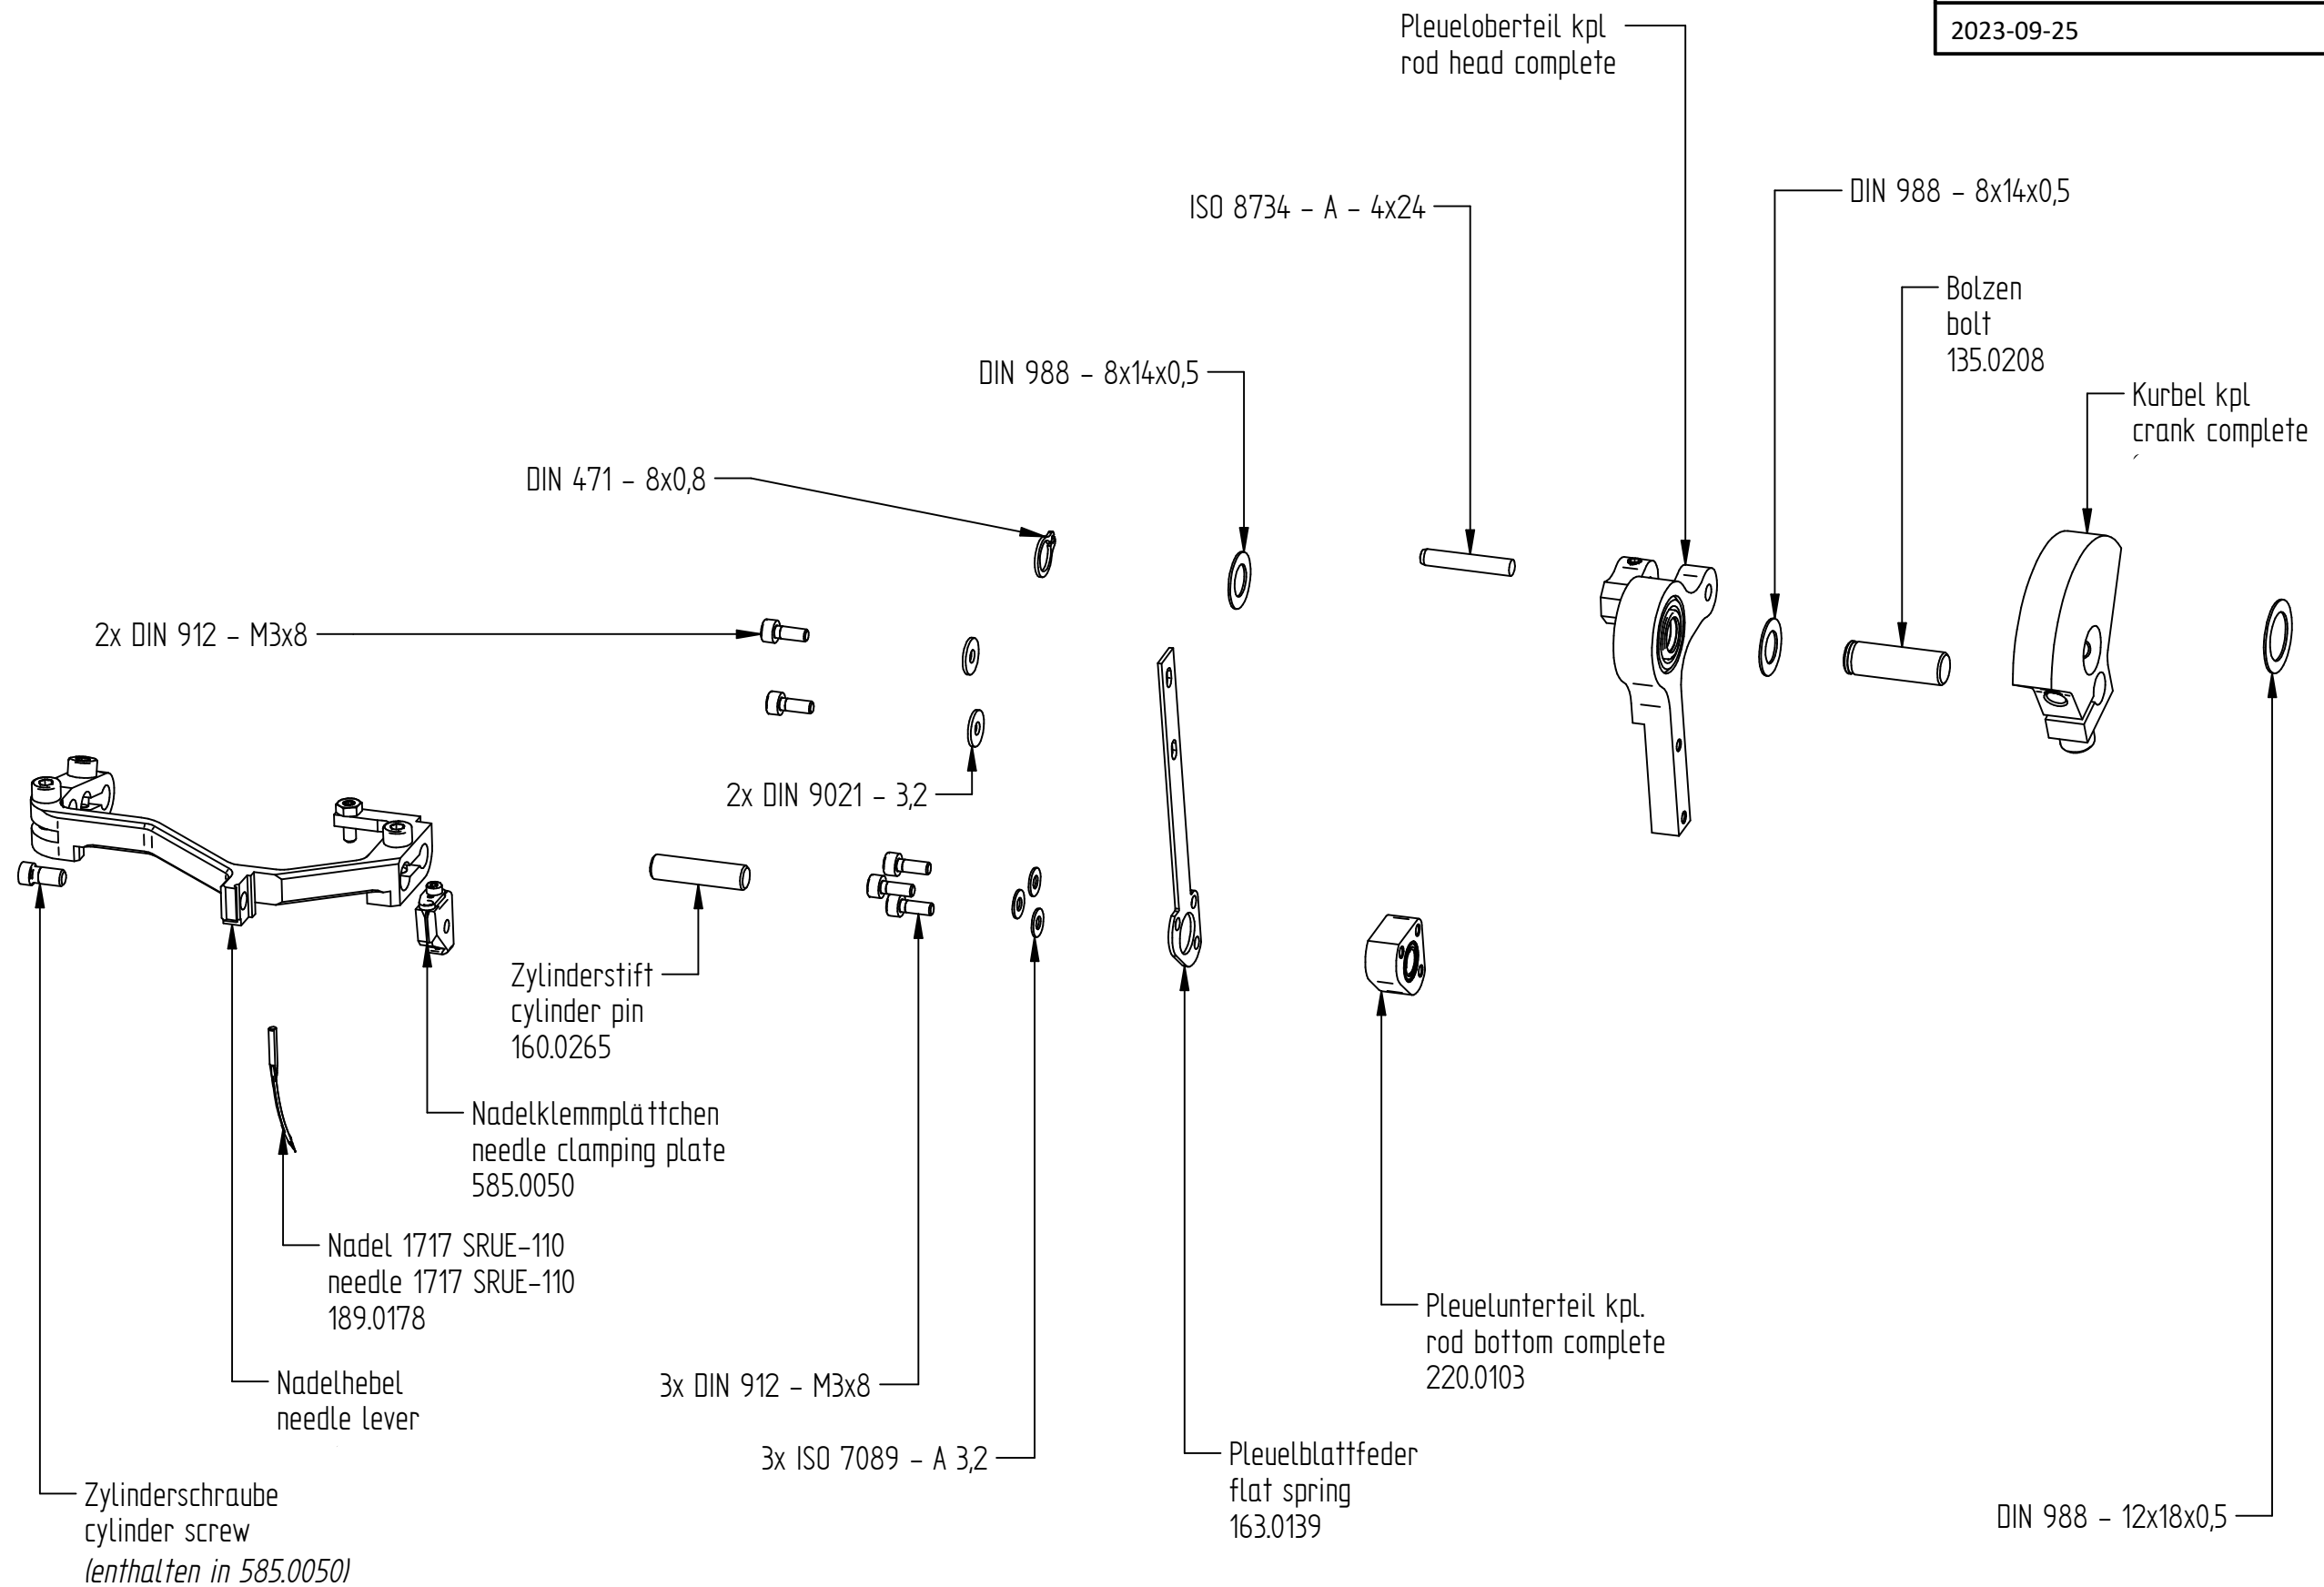 2023-09-25
Pleueloberteil kpl
rod head complete
DIN 988 - 8x14x0,5
ISO 8734 - A - 4x24
Bolzen
bolt
135.0208
DIN 988 - 8x14x0,5
Kurbel kpl
crank complete
DIN 471 - 8x0,8
2x DIN 912 - M3x8
2x DIN 9021 - 3,2
Zylinderstift
cylinder pin
160.0265
Nadelklemmplättchen
needle clamping plate
585.0050
Nadel 1717 SRUE-110
needle 1717 SRUE-110
189.0178
Pleuelunterteil kpl.
rod bottom complete
220.0103
Nadelhebel
needle lever
3x DIN 912 - M3x8
3x ISO 7089 - A 3,2
Pleuelblattfeder
flat spring
163.0139
Zylinderschraube
cylinder screw
(enthalten in 585.0050)
DIN 988 - 12x18x0,5